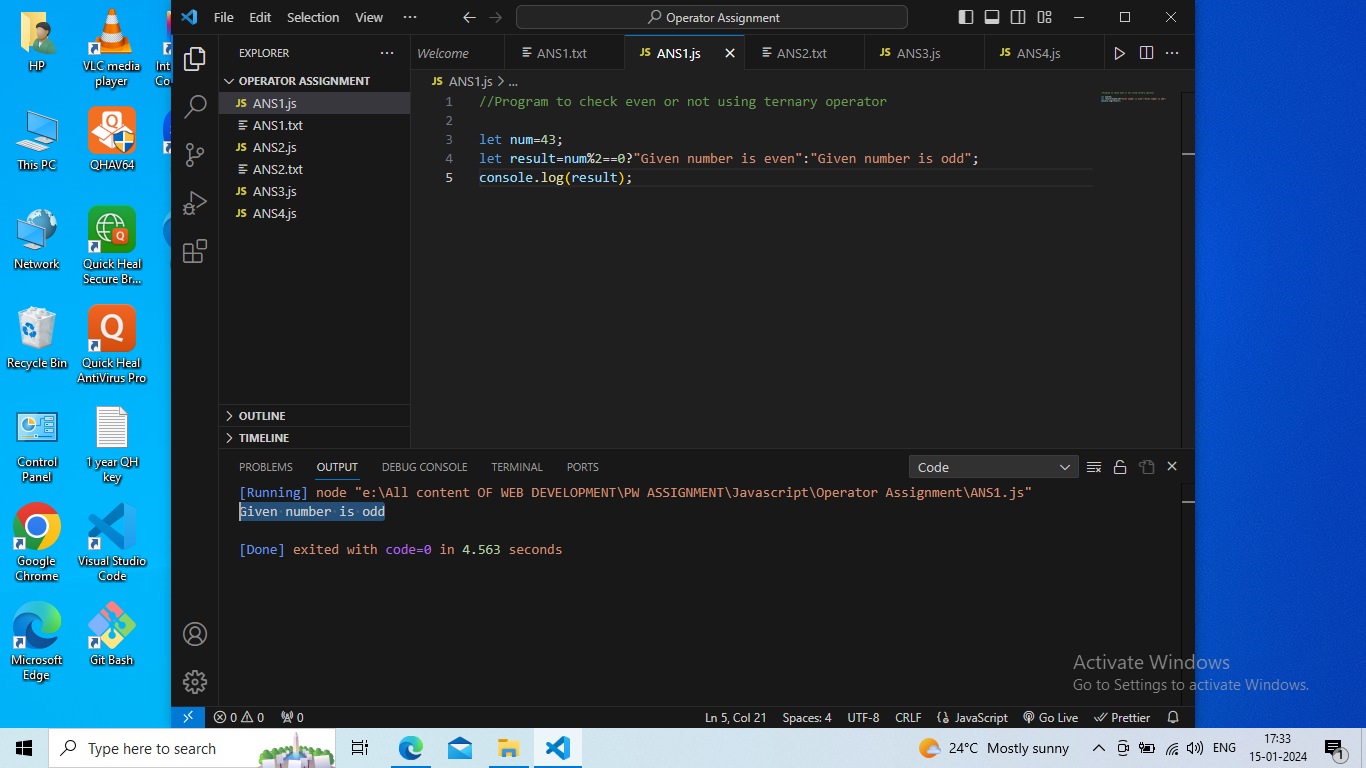 HP
VLC media player
Int
Co
This PC
QHAV64
Network
Quick Heal Secure Br...
Recycle Bin
Quick Heal AntiVirus Pro
Control Panel
1 year QH key
Google Chrome
Visual Studio Code
Microsoft Edge
Git Bash
File Edit Selection View ···
Operator Assignment
EXPLORER ···
OPERATOR ASSIGNMENT
JS ANS1.js
ANS1.txt
JS ANS2.js
ANS2.txt
JS ANS3.js
JS ANS4.js
OUTLINE
TIMELINE
Welcome ANS1.txt JS ANS1.js ANS2.txt JS ANS3.js JS ANS4.js ···
JS ANS1.js > ...
1 //Program to check even or not using ternary operator
2
3 let num=43;
4 let result=num%2==0?"Given number is even":"Given number is odd";
5 console.log(result);
PROBLEMS OUTPUT DEBUG CONSOLE TERMINAL PORTS Code
[Running] node "e:\All content OF WEB DEVELOPMENT\PW ASSIGNMENT\Javascript\Operator Assignment\ANS1.js"
Given number is odd
[Done] exited with code=0 in 4.563 seconds
Activate Windows
Go to Settings to activate Windows.
0 0 0 Ln 5, Col 21 Spaces: 4 UTF-8 CRLF {} JavaScript Go Live Prettier
Type here to search
24°C Mostly sunny ENG 17:33
15-01-2024
1